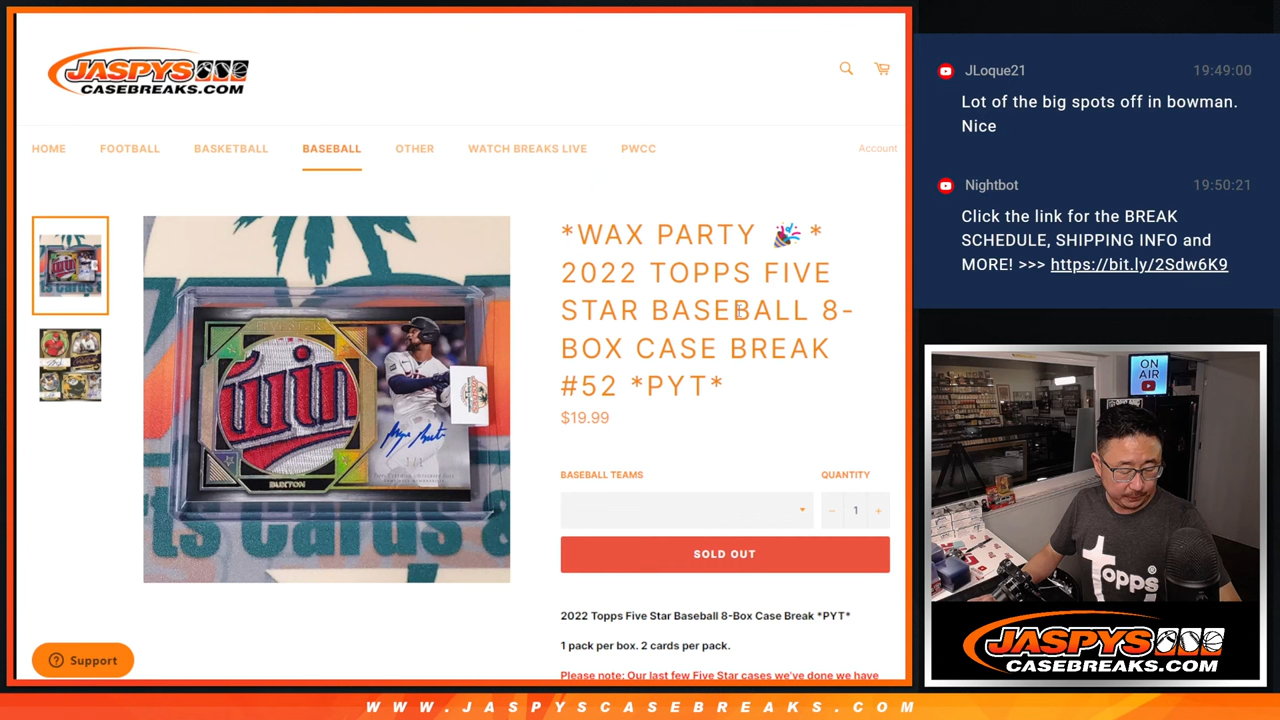 JASPYS
CASEBREAKS.COM
HOME FOOTBALL BASKETBALL BASEBALL OTHER WATCH BREAKS LIVE PWCC Account
*WAX PARTY 🎉*
2022 TOPPS FIVE
STAR BASEBALL 8-
BOX CASE BREAK
#52 *PYT*
$19.99
BASEBALL TEAMS QUANTITY
− 1 +
SOLD OUT
2022 Topps Five Star Baseball 8-Box Case Break *PYT*
1 pack per box. 2 cards per pack.
Please note: Our last few Five Star cases we've done we have
Support
BUXTON
JLoque21 19:49:00
Lot of the big spots off in bowman.
Nice
Nightbot 19:50:21
Click the link for the BREAK
SCHEDULE, SHIPPING INFO and
MORE! >>> https://bit.ly/2Sdw6K9
ON
AIR
Topps
JASPYS
CASEBREAKS.COM
WWW.JASPYSCASEBREAKS.COM